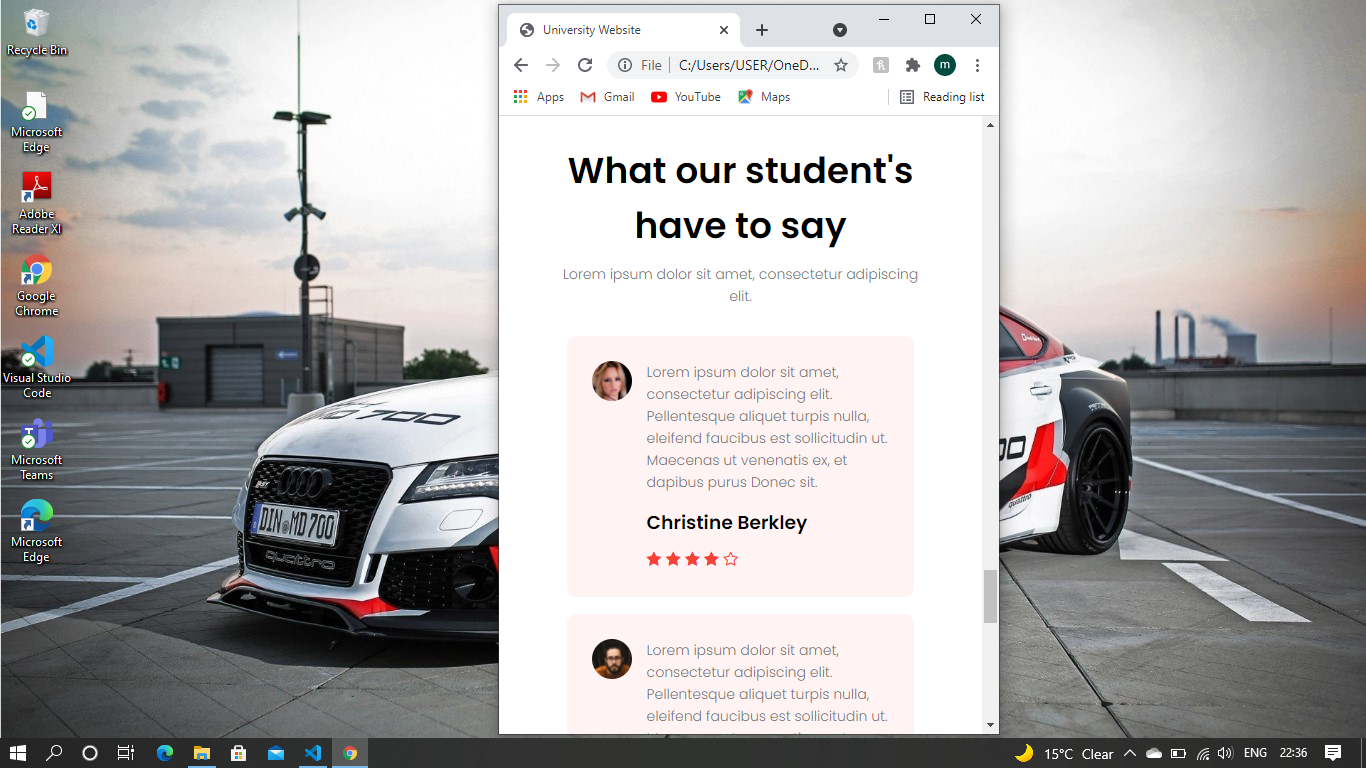 University Website
File
C:/Users/USER/OneD...
Apps
Gmail
YouTube
Maps
Reading list
What our student's
have to say
Lorem ipsum dolor sit amet, consectetur adipiscing
elit.
Lorem ipsum dolor sit amet,
consectetur adipiscing elit.
Pellentesque aliquet turpis nulla,
eleifend faucibus est sollicitudin ut.
Maecenas ut venenatis ex, et
dapibus purus Donec sit.
Christine Berkley
Lorem ipsum dolor sit amet,
consectetur adipiscing elit.
Pellentesque aliquet turpis nulla,
eleifend faucibus est sollicitudin ut.
Recycle Bin
Microsoft
Edge
Adobe
Reader XI
Google
Chrome
Visual Studio
Code
Microsoft
Teams
Microsoft
Edge
m
700
DIN MD 700
quattro
quattro
15°C Clear
ENG
22:36